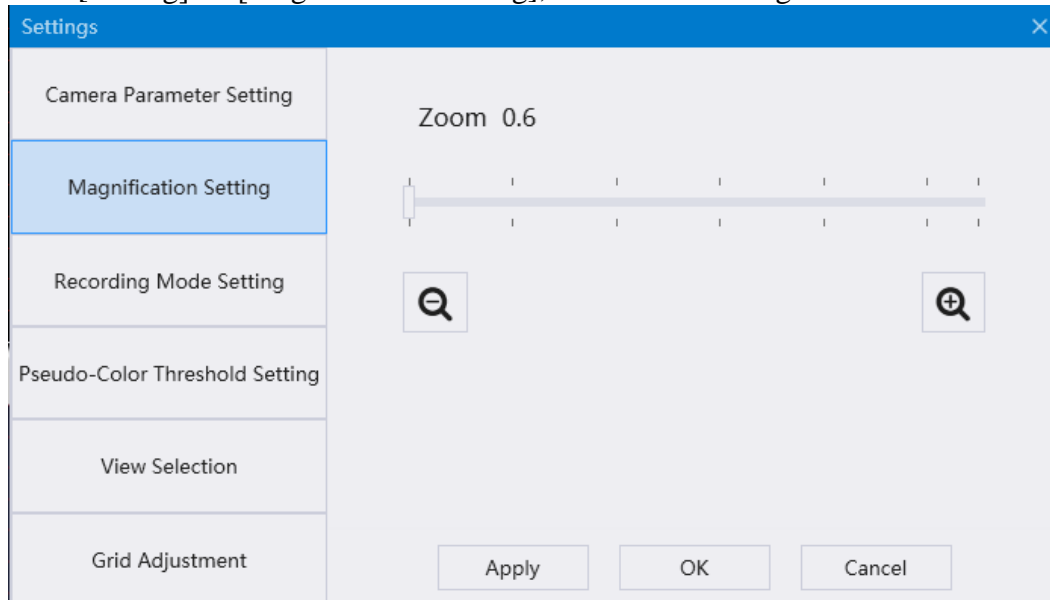 Settings
Camera Parameter Setting
Magnification Setting
Recording Mode Setting
Pseudo-Color Threshold Setting
View Selection
Grid Adjustment
Zoom 0.6
Apply
OK
Cancel